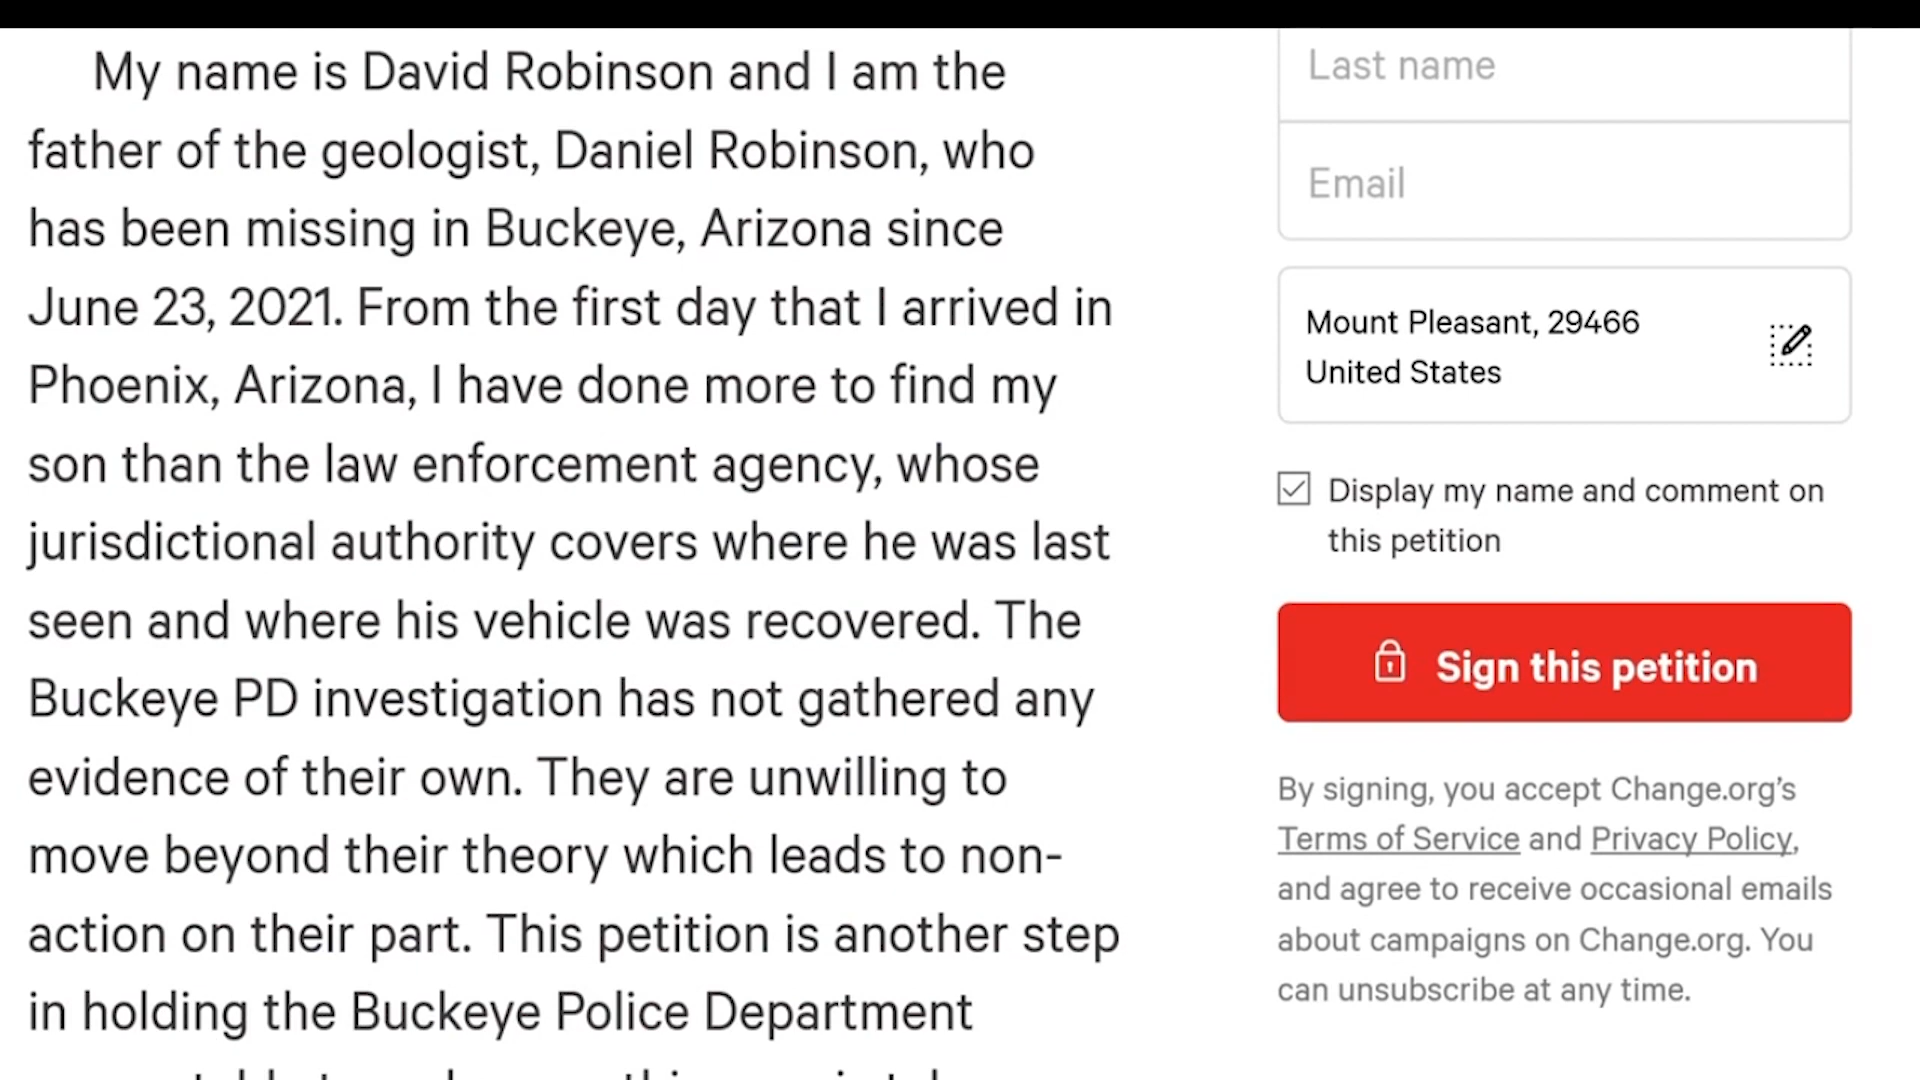 My name is David Robinson and I am the
father of the geologist, Daniel Robinson, who
has been missing in Buckeye, Arizona since
June 23, 2021. From the first day that I arrived in
Phoenix, Arizona, I have done more to find my
son than the law enforcement agency, whose
jurisdictional authority covers where he was last
seen and where his vehicle was recovered. The
Buckeye PD investigation has not gathered any
evidence of their own. They are unwilling to
move beyond their theory which leads to non-
action on their part. This petition is another step
in holding the Buckeye Police Department
Last name
Email
Mount Pleasant, 29466
United States
Display my name and comment on
this petition
Sign this petition
By signing, you accept Change.org's
Terms of Service and Privacy Policy,
and agree to receive occasional emails
about campaigns on Change.org. You
can unsubscribe at any time.